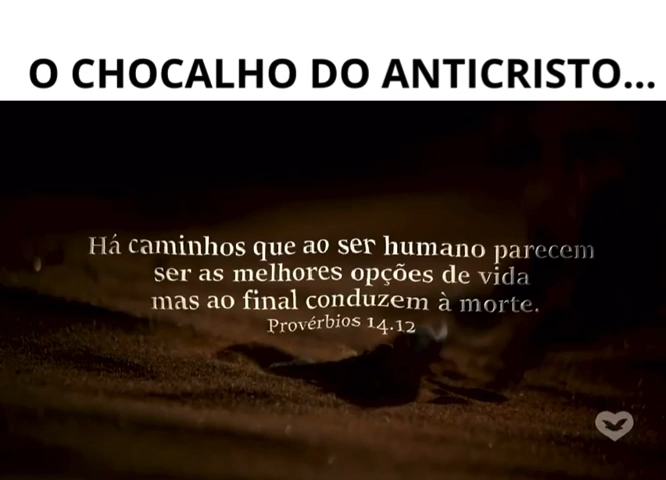 O CHOCALHO DO ANTICRISTO...
Há caminhos que ao ser humano parecem
ser as melhores opções de vida
mas ao final conduzem à morte.
Provérbios 14.12